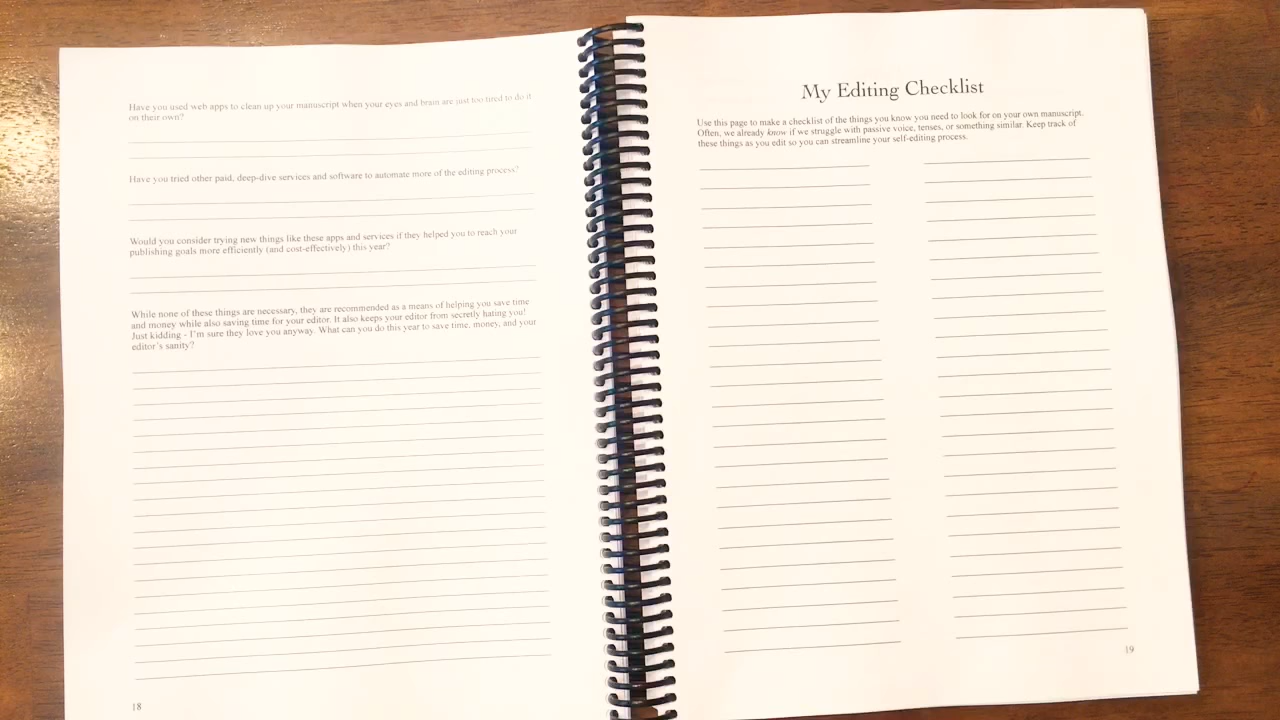 Have you used web apps to clean up your manuscript when your eyes and brain are just too tired to do it
on their own?
Have you tried other paid, deep-dive services and software to automate more of the editing process?
Would you consider trying new things like these apps and services if they helped you to reach your
publishing goals more efficiently (and cost-effectively) this year?
While none of these things are necessary, they are recommended as a means of helping you save time
and money while also saving time for your editor. It also keeps your editor from secretly hating you!
Just kidding - I'm sure they love you anyway. What can you do this year to save time, money, and your
editor's sanity?
18
My Editing Checklist
Use this page to make a checklist of the things you know you need to look for on your own manuscript.
Often, we already know if we struggle with passive voice, tenses, or something similar. Keep track of
these things as you edit so you can streamline your self-editing process.
19